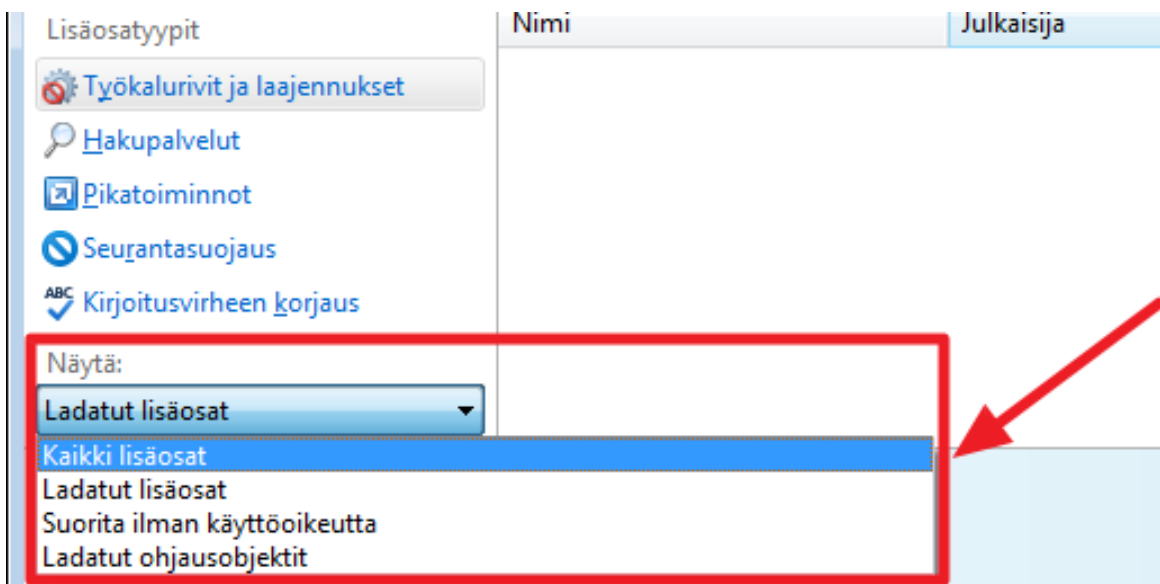 Lisäosatyypit
Nimi
Julkaisija
Työkalurivit ja laajennukset
Hakupalvelut
Pikatoiminnot
Seurantasuojaus
ABC
Kirjoitusvirheen korjaus
Näytä:
Ladatut lisäosat
Kaikki lisäosat
Ladatut lisäosat
Suorita ilman käyttöoikeutta
Ladatut ohjausobjektit